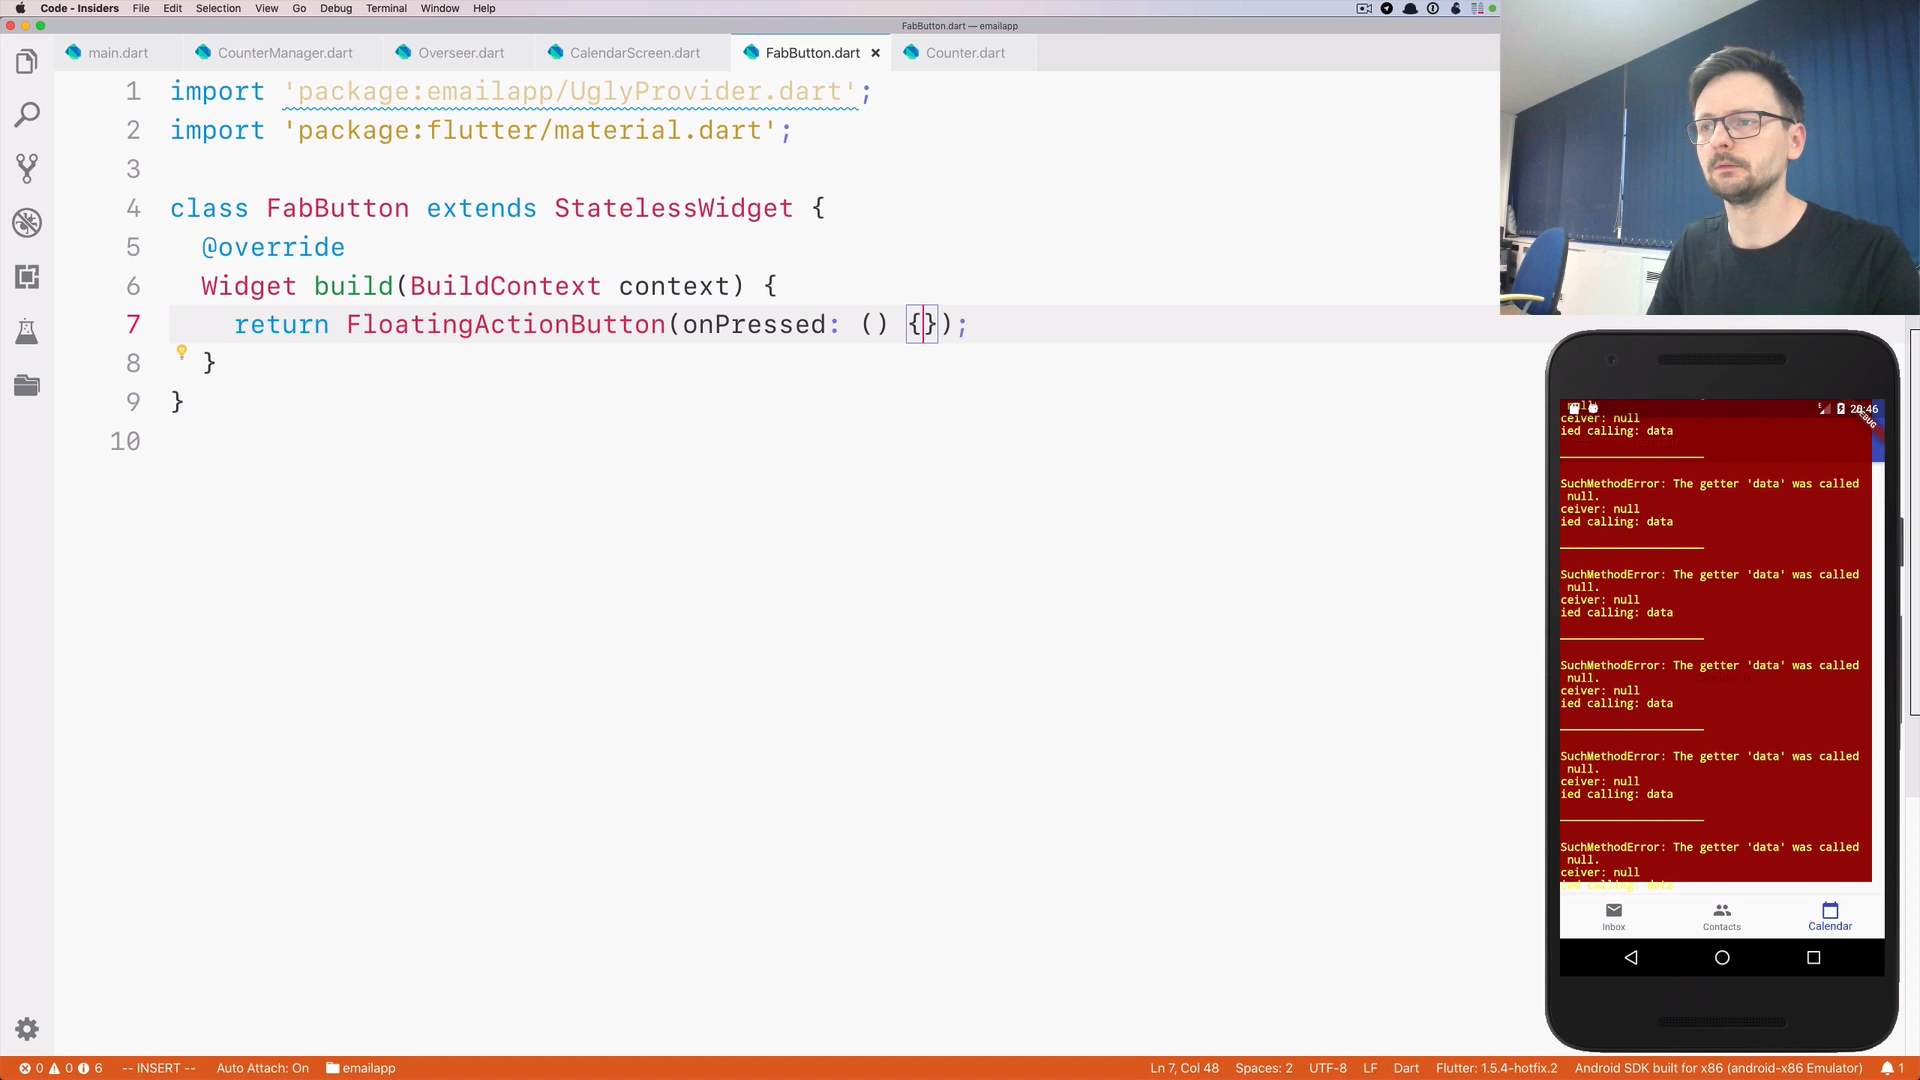 Code - Insiders File Edit Selection View Go Debug Terminal Window Help
FabButton.dart — emailapp
main.dart CounterManager.dart Overseer.dart CalendarScreen.dart FabButton.dart Counter.dart
1 import 'package:emailapp/UglyProvider.dart';
2 import 'package:flutter/material.dart';
3
4 class FabButton extends StatelessWidget {
5 @override
6 Widget build(BuildContext context) {
7 return FloatingActionButton(onPressed: () {});
8 }
9 }
10
20:46
DEBUG
ceiver: null
ied calling: data
SuchMethodError: The getter 'data' was called
null.
ceiver: null
ied calling: data
SuchMethodError: The getter 'data' was called
null.
ceiver: null
ied calling: data
SuchMethodError: The getter 'data' was called
null.
ceiver: null
ied calling: data
SuchMethodError: The getter 'data' was called
null.
ceiver: null
ied calling: data
SuchMethodError: The getter 'data' was called
null.
ceiver: null
ied calling: data
Inbox Contacts Calendar
0 0 6 -- INSERT -- Auto Attach: On emailapp Ln 7, Col 48 Spaces: 2 UTF-8 LF Dart Flutter: 1.5.4-hotfix.2 Android SDK built for x86 (android-x86 Emulator) 1